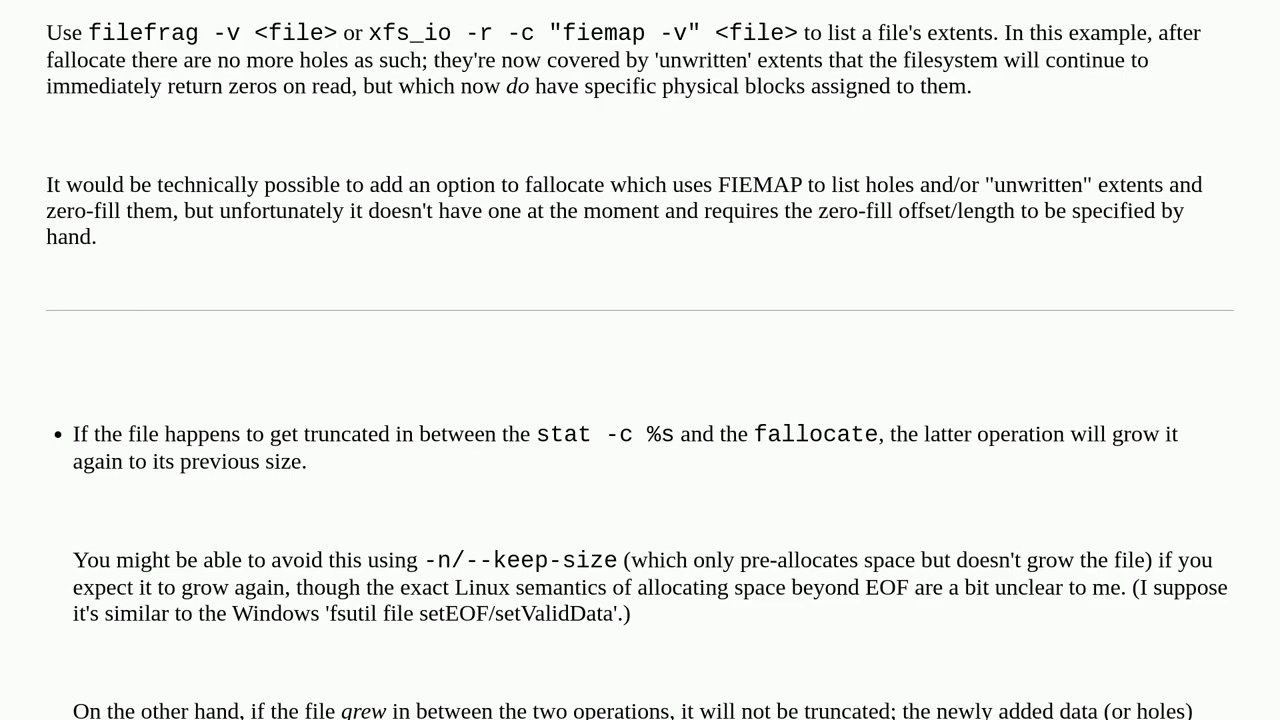 Use filefrag -v <file> or xfs_io -r -c "fiemap -v" <file> to list a file's extents. In this example, after
fallocate there are no more holes as such; they're now covered by 'unwritten' extents that the filesystem will continue to
immediately return zeros on read, but which now do have specific physical blocks assigned to them.
It would be technically possible to add an option to fallocate which uses FIEMAP to list holes and/or "unwritten" extents and
zero-fill them, but unfortunately it doesn't have one at the moment and requires the zero-fill offset/length to be specified by
hand.
• If the file happens to get truncated in between the stat -c %s and the fallocate, the latter operation will grow it
again to its previous size.
You might be able to avoid this using -n/--keep-size (which only pre-allocates space but doesn't grow the file) if you
expect it to grow again, though the exact Linux semantics of allocating space beyond EOF are a bit unclear to me. (I suppose
it's similar to the Windows 'fsutil file setEOF/setValidData'.)
On the other hand, if the file grew in between the two operations, it will not be truncated; the newly added data (or holes)